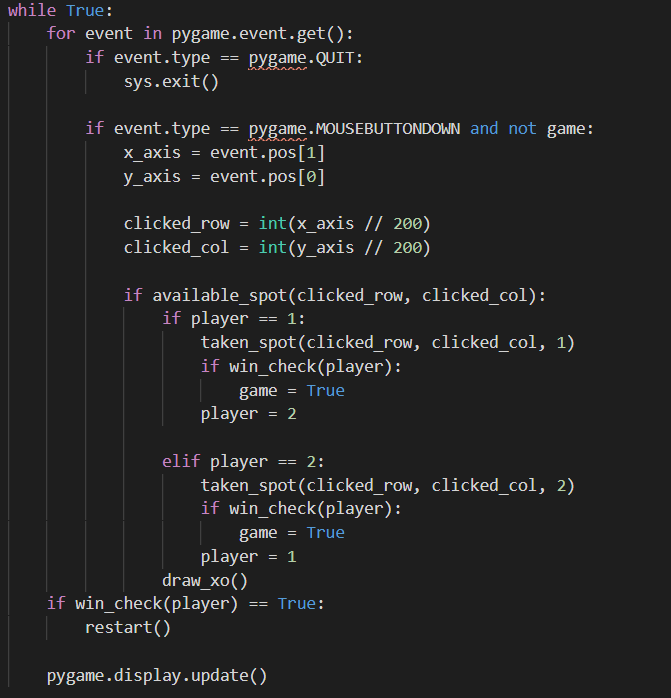 while True:
    for event in pygame.event.get():
        if event.type == pygame.QUIT:
            sys.exit()

        if event.type == pygame.MOUSEBUTTONDOWN and not game:
            x_axis = event.pos[1]
            y_axis = event.pos[0]

            clicked_row = int(x_axis // 200)
            clicked_col = int(y_axis // 200)

            if available_spot(clicked_row, clicked_col):
                if player == 1:
                    taken_spot(clicked_row, clicked_col, 1)
                    if win_check(player):
                        game = True
                    player = 2

                elif player == 2:
                    taken_spot(clicked_row, clicked_col, 2)
                    if win_check(player):
                        game = True
                    player = 1
                draw_xo()
    if win_check(player) == True:
        restart()

    pygame.display.update()